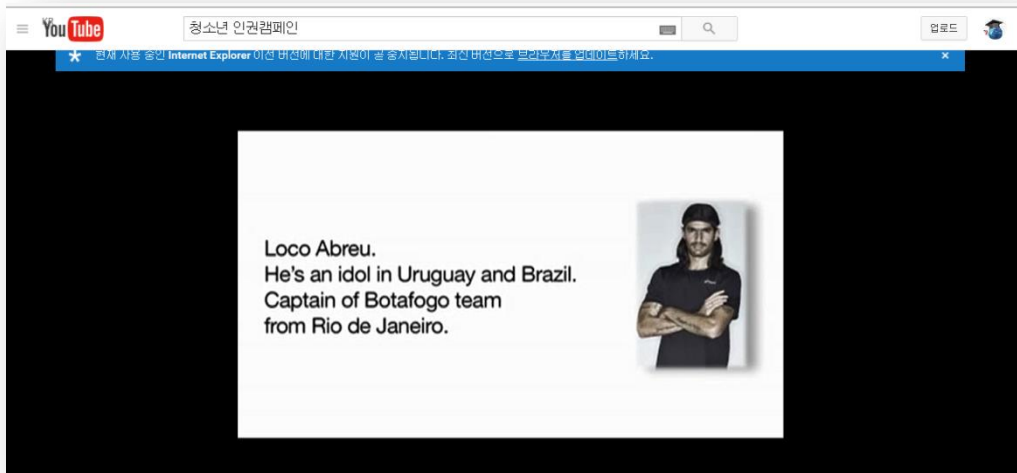 YouTube KR
청소년 인권캠페인
업로드
현재 사용 중인 Internet Explorer 이전 버전에 대한 지원이 곧 중지됩니다. 최신 버전으로 브라우저를 업데이트하세요.
Loco Abreu.
He's an idol in Uruguay and Brazil.
Captain of Botafogo team
from Rio de Janeiro.